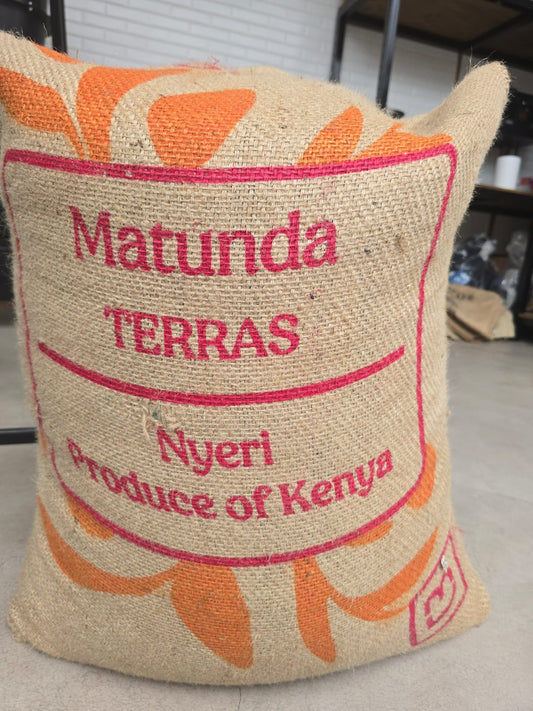 Matunda
TERRAS
Nyeri
Produce of Kenya